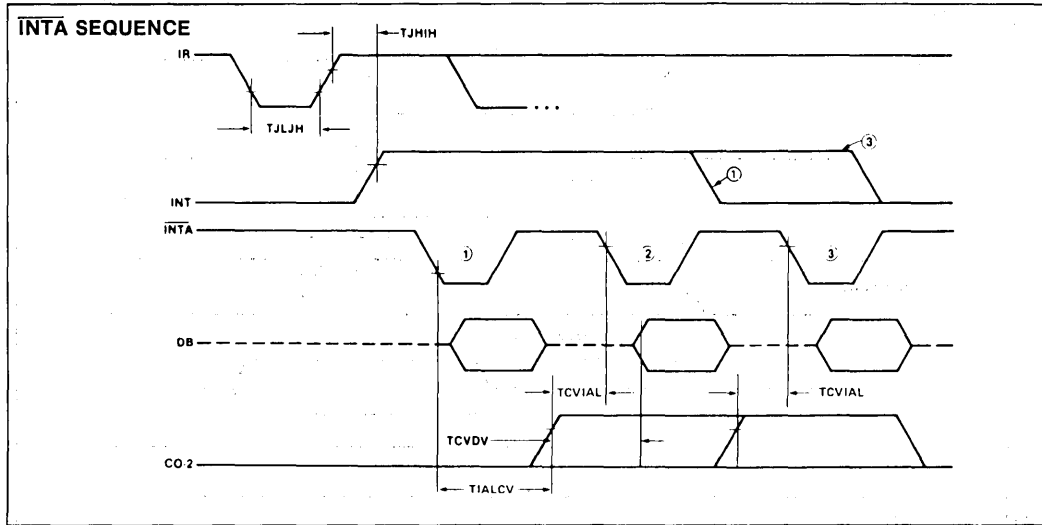 INTA SEQUENCE
TJHIH
IR
TJLJH
③
①
INT
INTA
①
②
③
DB
TCVIAL
TCVIAL
TCVDV
CO-2
TIALCV